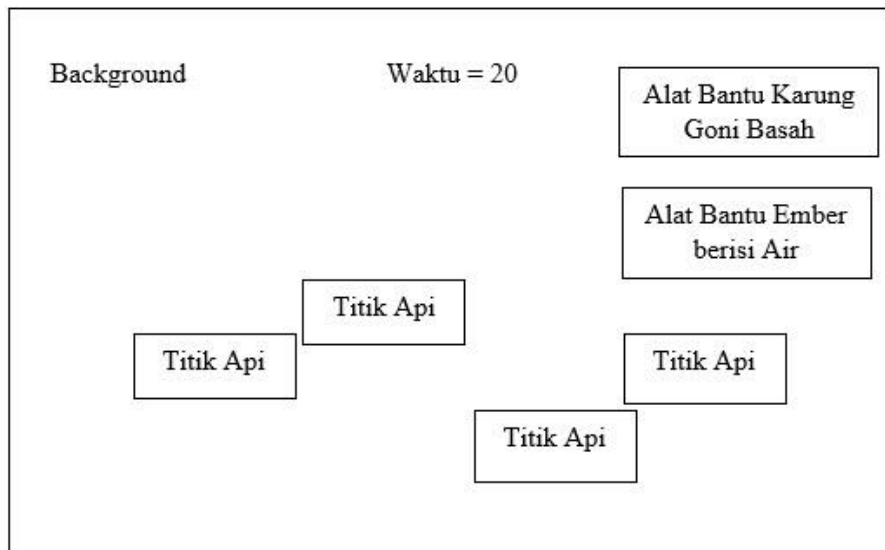 Background
Waktu = 20
Alat Bantu Karung
Goni Basah
Alat Bantu Ember
berisi Air
Titik Api
Titik Api
Titik Api
Titik Api